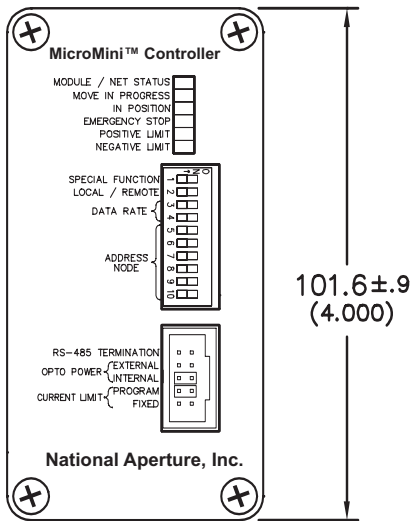 MicroMini™ Controller
MODULE / NET STATUS
MOVE IN PROGRESS
IN POSITION
EMERGENCY STOP
POSITIVE LIMIT
NEGATIVE LIMIT
ON
↑
SPECIAL FUNCTION 1
LOCAL / REMOTE 2
DATA RATE 3
4
ADDRESS NODE 5
6
7
8
9
10
RS-485 TERMINATION
OPTO POWER EXTERNAL
INTERNAL
CURRENT LIMIT PROGRAM
FIXED
National Aperture, Inc.
101.6±.9
(4.000)